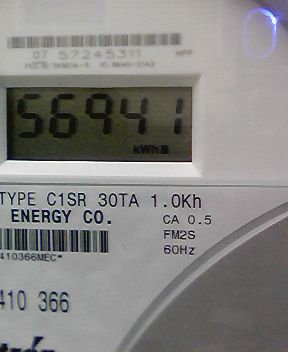 07 57245311
56941
kWh
TYPE C1SR 30TA 1.0Kh
ENERGY CO.
CA 0.5
FM2S
60Hz
410366MEC*
410 366